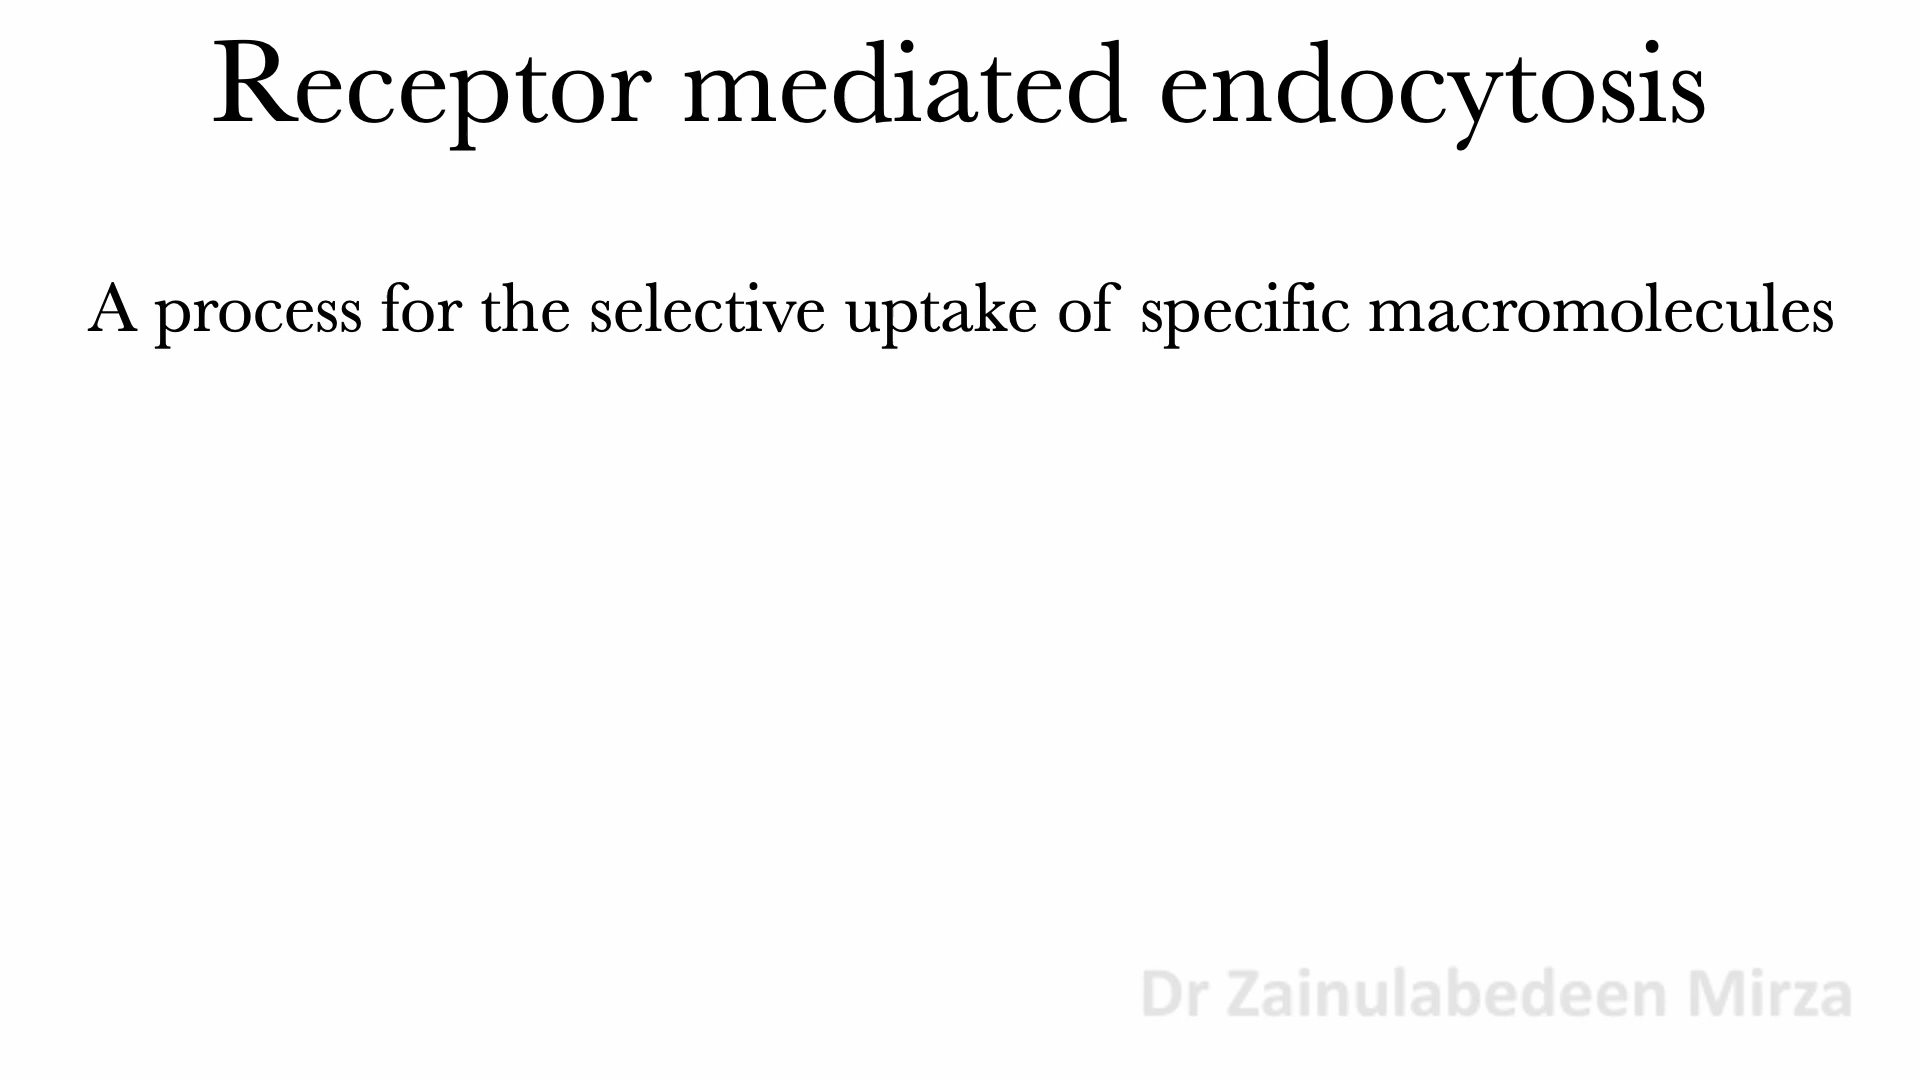 Receptor mediated endocytosis
A process for the selective uptake of specific macromolecules
Dr Zainulabedeen Mirza